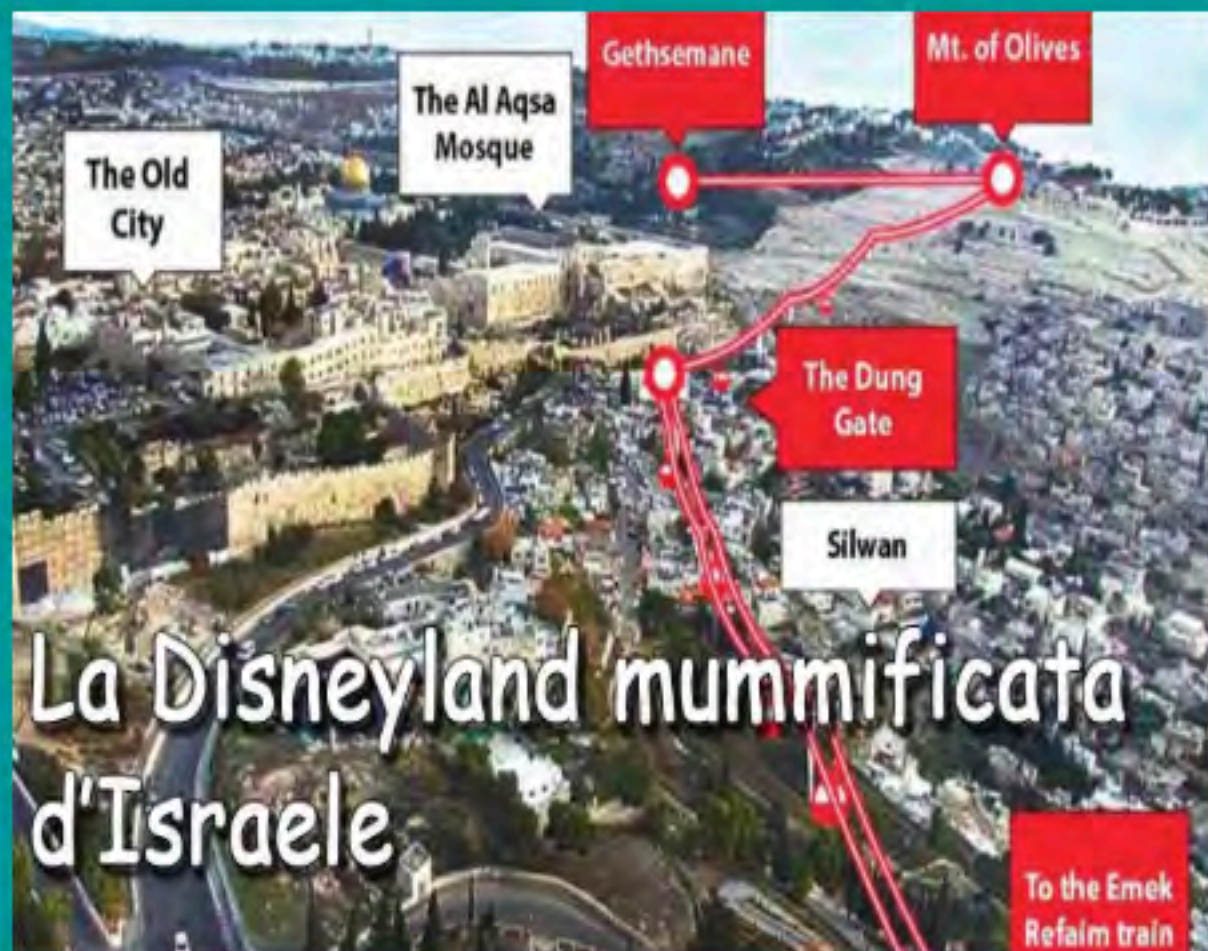 Gethsemane
Mt. of Olives
The Al Aqsa
Mosque
The Old
City
The Dung
Gate
Silwan
La Disneyland mummificata
d'Israele
To the Emek
Refaim train